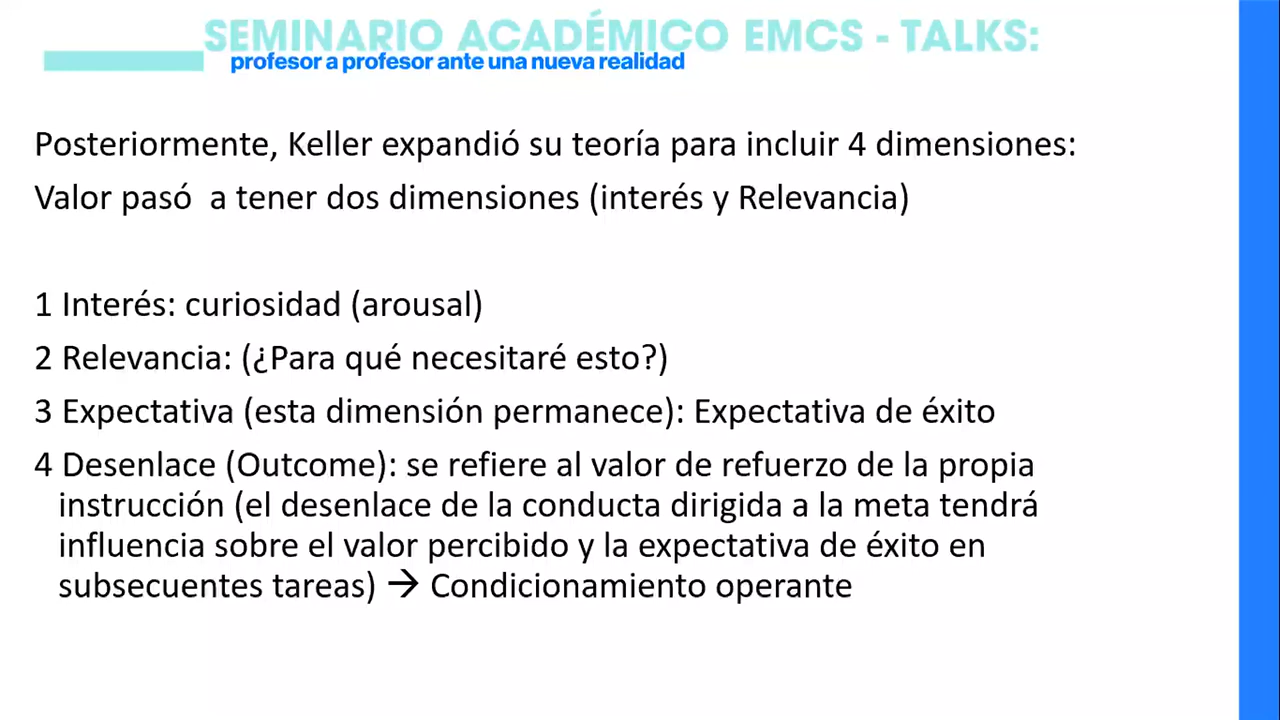 SEMINARIO ACADÉMICO EMCS - TALKS:
profesor a profesor ante una nueva realidad
Posteriormente, Keller expandió su teoría para incluir 4 dimensiones:
Valor pasó a tener dos dimensiones (interés y Relevancia)
1 Interés: curiosidad (arousal)
2 Relevancia: (¿Para qué necesitaré esto?)
3 Expectativa (esta dimensión permanece): Expectativa de éxito
4 Desenlace (Outcome): se refiere al valor de refuerzo de la propia
instrucción (el desenlace de la conducta dirigida a la meta tendrá
influencia sobre el valor percibido y la expectativa de éxito en
subsecuentes tareas) → Condicionamiento operante